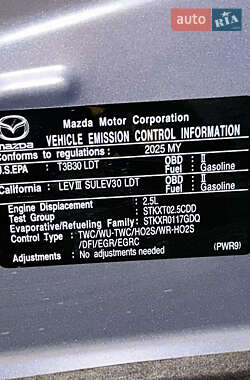 AUTO.RIA
Mazda Motor Corporation
mazda
VEHICLE EMISSION CONTROL INFORMATION
Conforms to regulations : 2025 MY
U.S.EPA : T3B30 LDT OBD : II
Fuel : Gasoline
California : LEVIII SULEV30 LDT OBD : II
Fuel : Gasoline
Engine Displacement : 2.5L
Test Group : STKXT02.5CDD
Evaporative/Refueling Family: STKXR0117GDQ
Control Type : TWC/WU-TWC/HO2S/WR-HO2S
/DFI/EGR/EGRC
Adjustments : No adjustments needed. (PWR9)